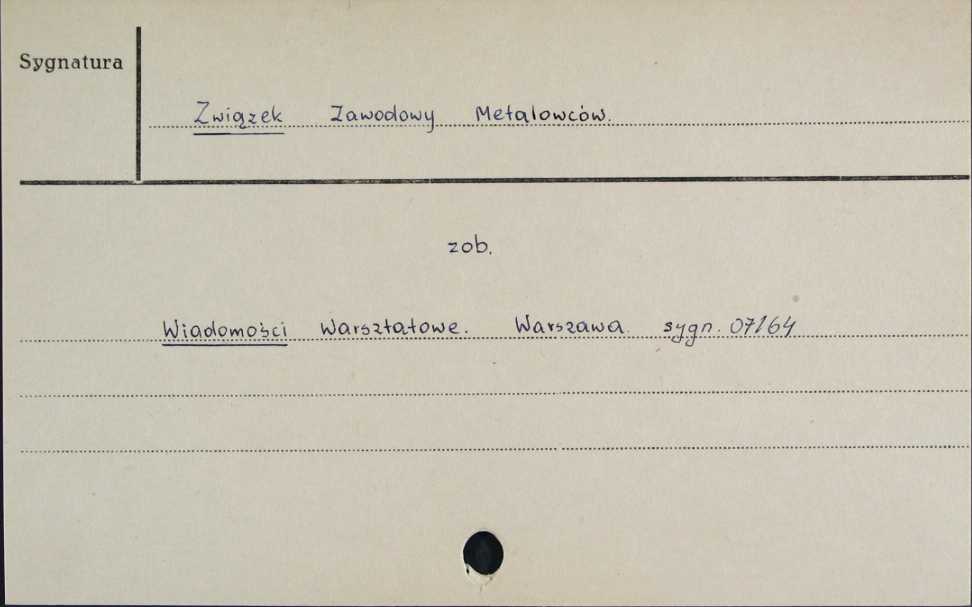 Sygnatura
Związek Zawodowy Metalowców.
zob.
Wiadomości Warsztatowe. Warszawa. sygn. 07164